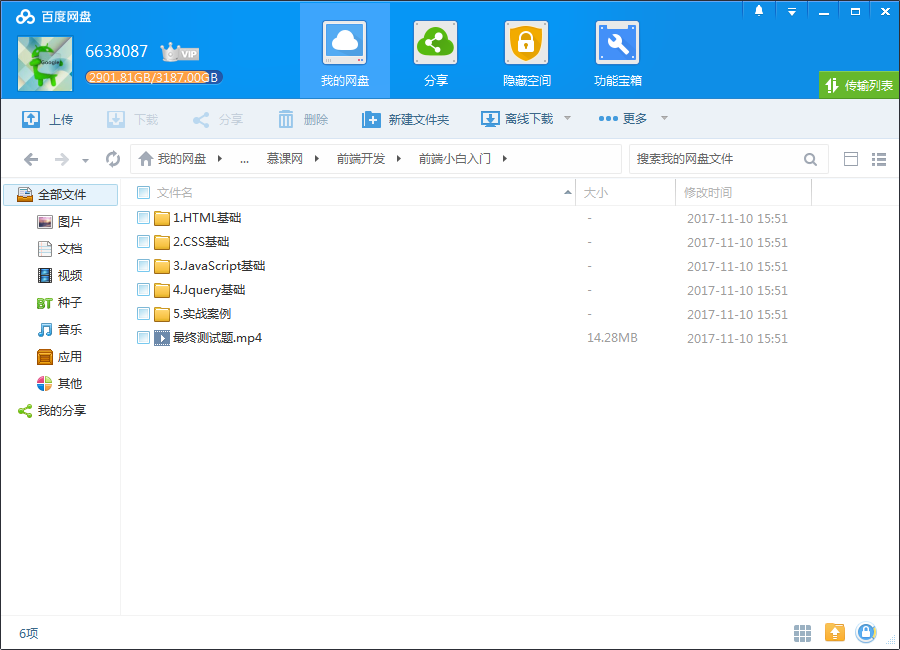 百度网盘
6638087 VIP
2901.81GB/3187.00GB
我的网盘 分享 隐藏空间 功能宝箱
传输列表
上传 下载 分享 删除 新建文件夹 离线下载 更多
我的网盘 ... 慕课网 前端开发 前端小白入门 搜索我的网盘文件
全部文件 文件名 大小 修改时间
图片
文档
视频
BT 种子
音乐
应用
其他
我的分享
1.HTML基础 - 2017-11-10 15:51
2.CSS基础 - 2017-11-10 15:51
3.JavaScript基础 - 2017-11-10 15:51
4.Jquery基础 - 2017-11-10 15:51
5.实战案例 - 2017-11-10 15:51
最终测试题.mp4 14.28MB 2017-11-10 15:51
6项